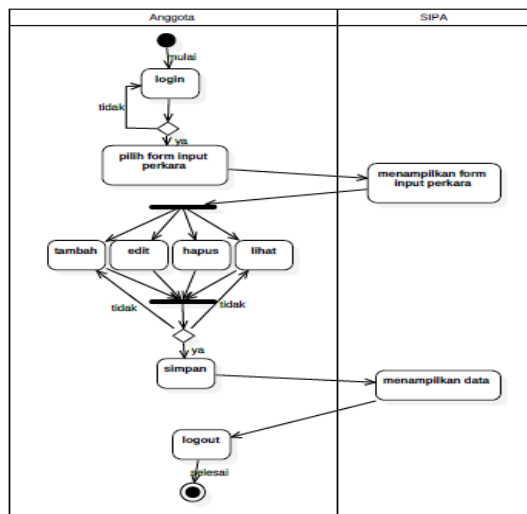 Anggota
SIPA
mulai
login
tidak
ya
pilih form input
perkara
menampilkan form
input perkara
tambah
edit
hapus
lihat
tidak
tidak
ya
simpan
menampilkan data
logout
selesai